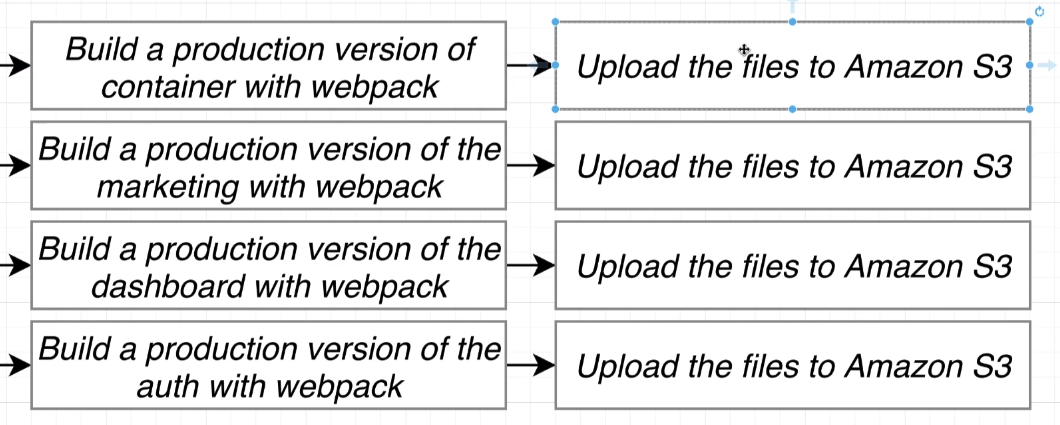 Build a production version of
container with webpack
Upload the files to Amazon S3
Build a production version of the
marketing with webpack
Upload the files to Amazon S3
Build a production version of the
dashboard with webpack
Upload the files to Amazon S3
Build a production version of the
auth with webpack
Upload the files to Amazon S3